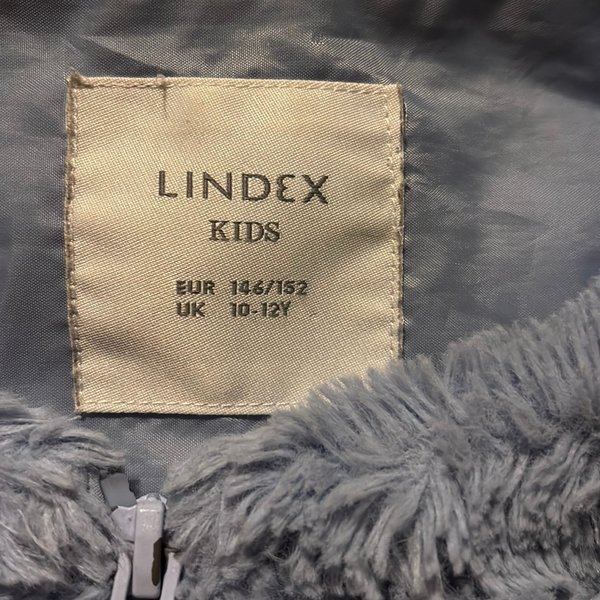 LINDEX
KIDS
EUR 146/152
UK 10-12Y